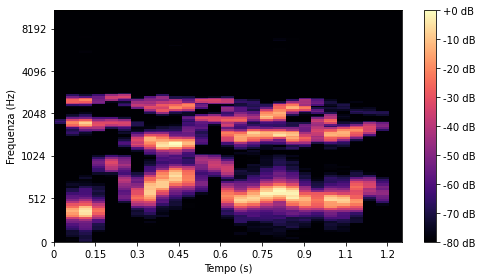 8192
4096
2048
1024
512
0
Frequenza (Hz)
0
0.15
0.3
0.45
0.6
0.75
0.9
1.1
1.2
Tempo (s)
+0 dB
-10 dB
-20 dB
-30 dB
-40 dB
-50 dB
-60 dB
-70 dB
-80 dB